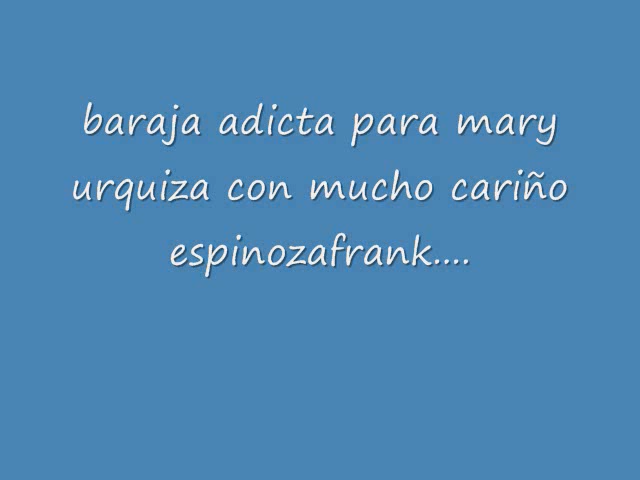 baraja adicta para mary
urquiza con mucho cariño
espinozafrank....